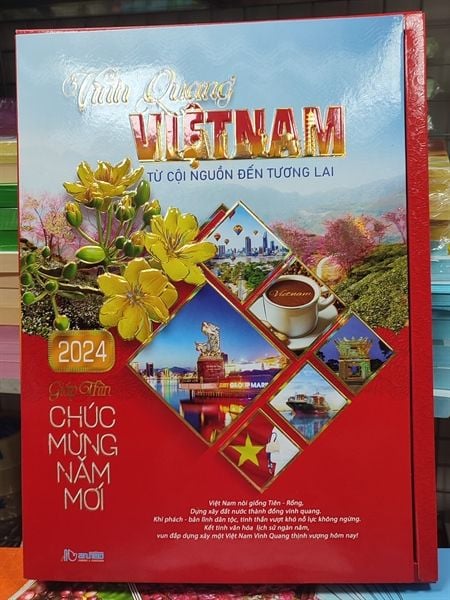 Vinh Quang
VIỆTNAM
TỪ CỘI NGUỒN ĐẾN TƯƠNG LAI
Vietnam
2024
Giáp Thìn
CHÚC
MỪNG
NĂM
MỚI
GROUP MAR
Việt Nam nòi giống Tiên - Rồng,
Dựng xây đất nước thành đồng vinh quang.
Khí phách - bản lĩnh dân tộc, tinh thần vượt khó nỗ lực không ngừng.
Kết tinh văn hóa lịch sử ngàn năm,
vun đắp dựng xây một Việt Nam Vinh Quang thịnh vượng hôm nay!